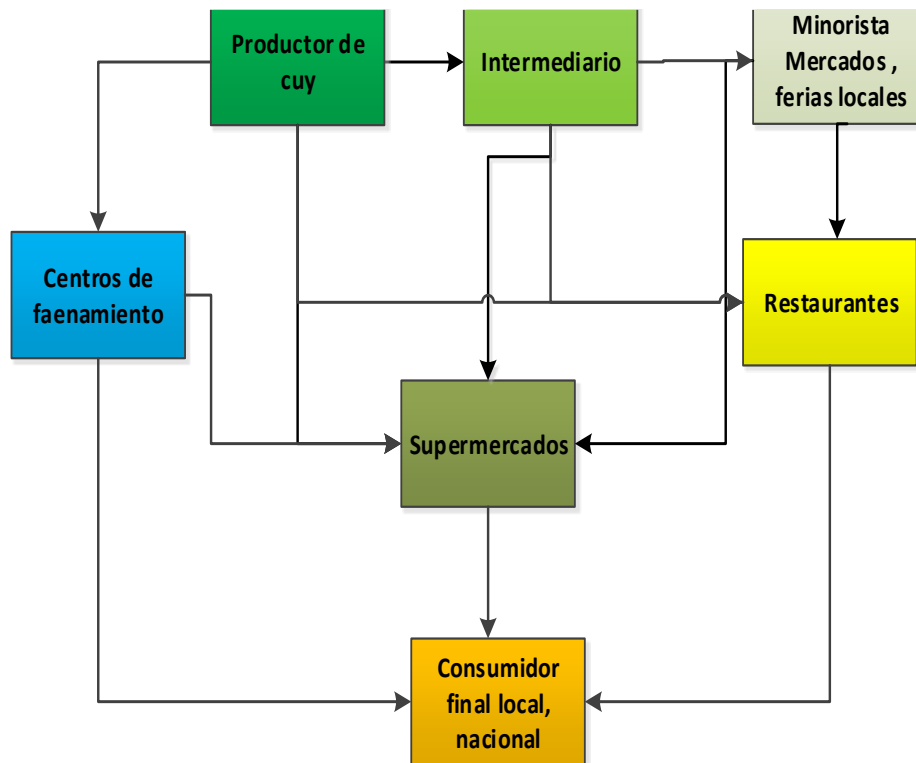 Productor de
cuy
Intermediario
Minorista
Mercados ,
ferias locales
Centros de
faenamiento
Restaurantes
Supermercados
Consumidor
final local,
nacional